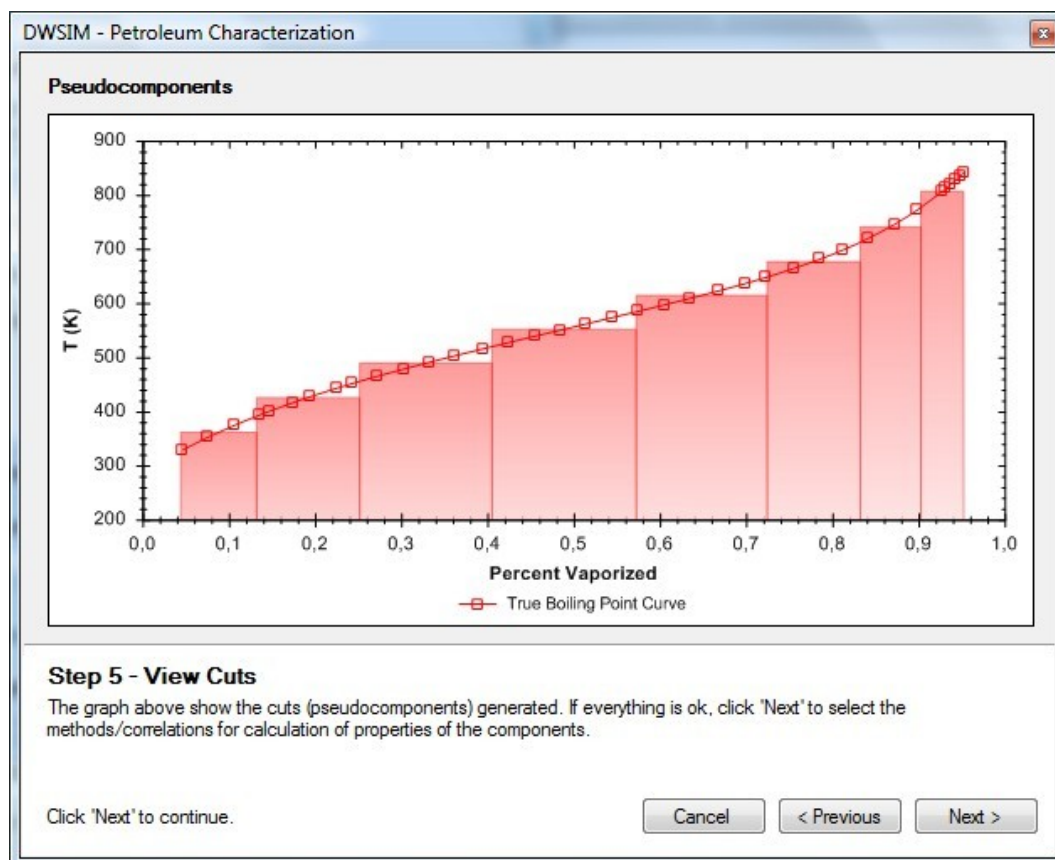 DWSIM - Petroleum Characterization
Pseudocomponents
900
800
700
600
500
400
300
200
T (K)
0,0 0,1 0,2 0,3 0,4 0,5 0,6 0,7 0,8 0,9 1,0
Percent Vaporized
True Boiling Point Curve
Step 5 - View Cuts
The graph above show the cuts (pseudocomponents) generated. If everything is ok, click 'Next' to select the
methods/correlations for calculation of properties of the components.
Click 'Next' to continue.
Cancel
< Previous
Next >